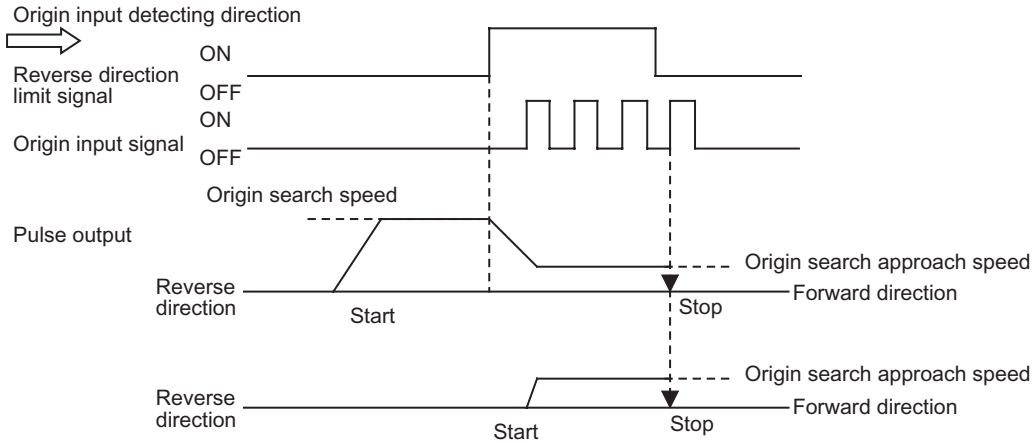 Origin input detecting direction
ON
Reverse direction
limit signal
OFF
ON
Origin input signal
OFF
Origin search speed
Pulse output
Origin search approach speed
Reverse
direction
Forward direction
Start
Stop
Origin search approach speed
Reverse
direction
Forward direction
Start
Stop